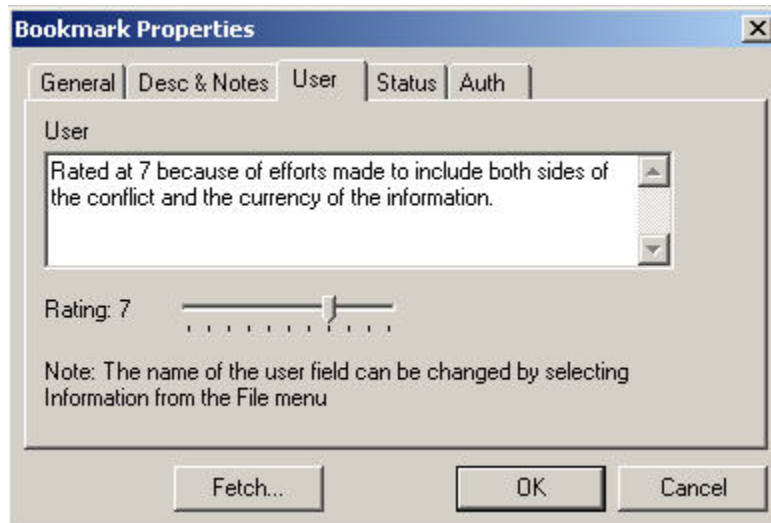 Bookmark Properties
General Desc & Notes User Status Auth
User
Rated at 7 because of efforts made to include both sides of
the conflict and the currency of the information.
Rating: 7
Note: The name of the user field can be changed by selecting
Information from the File menu
Fetch... OK Cancel